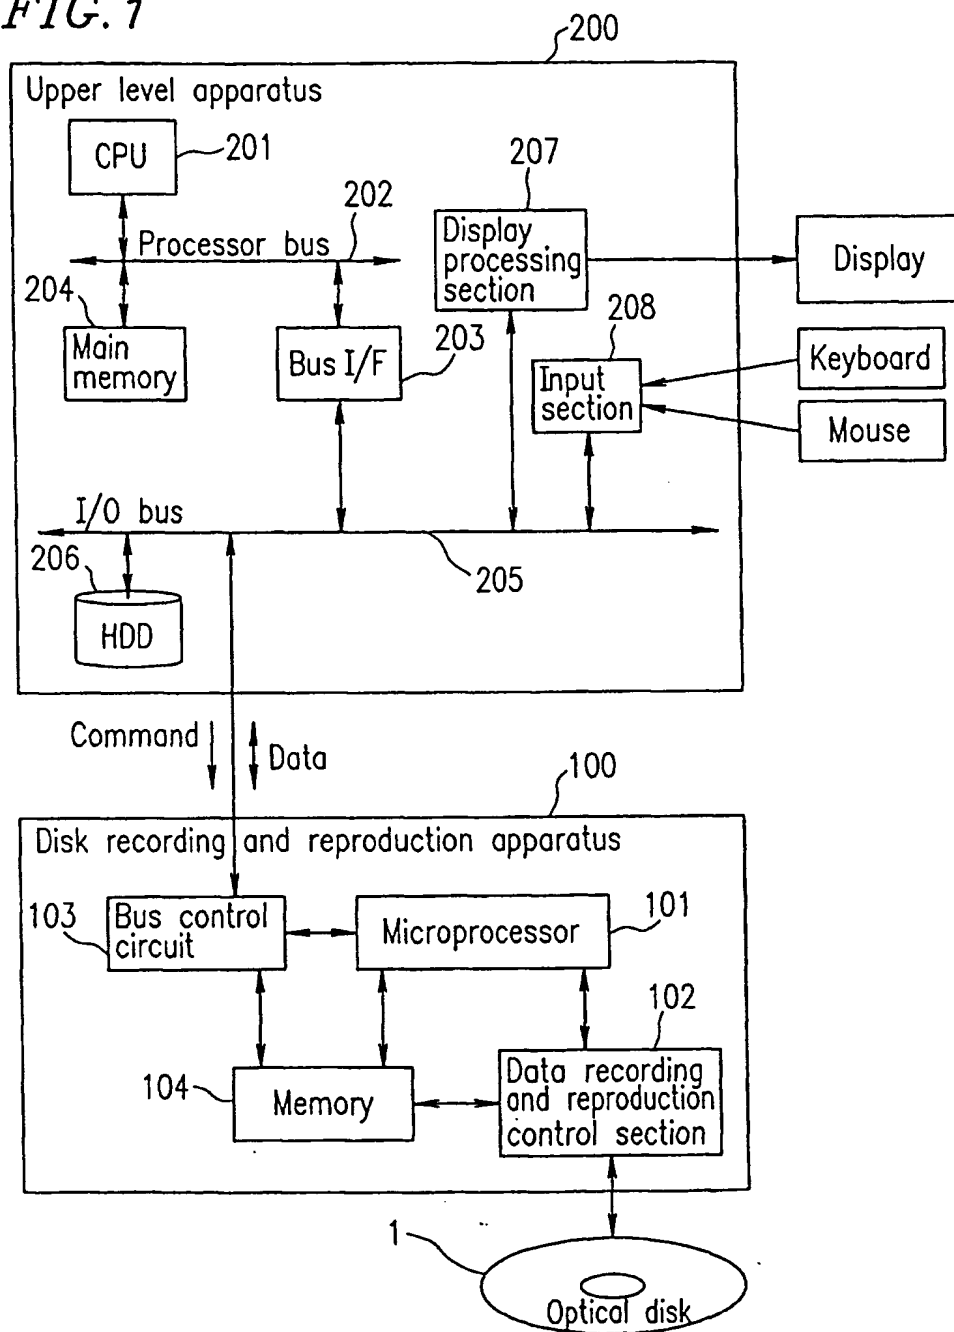 FIG. 1
200
Upper level apparatus
CPU
201
207
202
Processor bus
Display
processing
section
Display
204
208
Main
memory
Bus I/F
203
Input
section
Keyboard
Mouse
I/O bus
206
205
HDD
Command
Data
100
Disk recording and reproduction apparatus
103
Bus control
circuit
Microprocessor
101
102
104
Memory
Data recording
and reproduction
control section
1
Optical disk